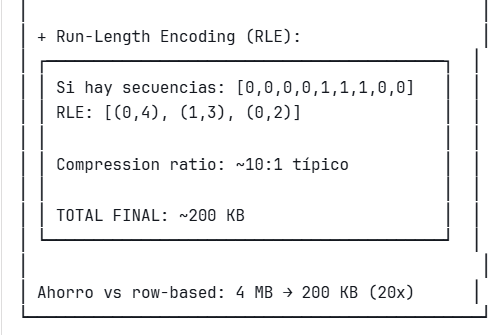 + Run-Length Encoding (RLE):
Si hay secuencias: [0,0,0,0,1,1,1,0,0]
RLE: [(0,4), (1,3), (0,2)]
Compression ratio: ~10:1 típico
TOTAL FINAL: ~200 KB
Ahorro vs row-based: 4 MB → 200 KB (20x)